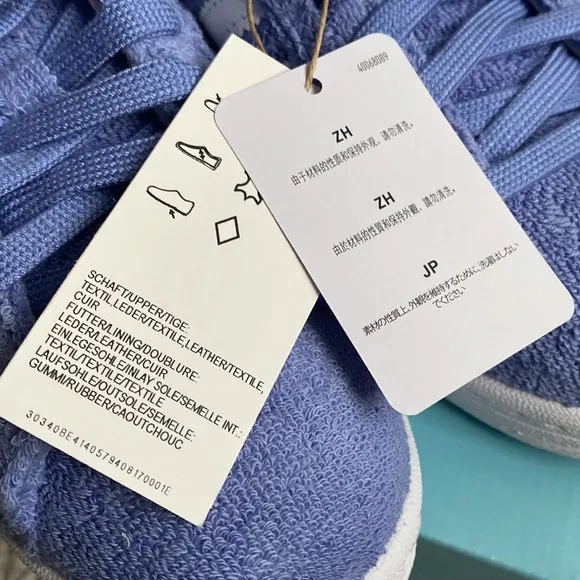 SCHAFT/UPPER/TIGE:
TEXTIL,LEDER/TEXTILE,LEATHER/TEXTILE,
CUIR
FUTTER/LINING/DOUBLURE:
LEDER/LEATHER/CUIR
EINLEGESOHLE/INLAY SOLE/SEMELLE INT.:
TEXTIL/TEXTILE/TEXTILE
LAUFSOHLE/OUTSOLE/SEMELLE:
GUMMI/RUBBER/CAOUTCHOUC
30340BE4140579408170001E
40068089
ZH
由于材料的性质和保持外观，请勿清洗。
ZH
由於材料的性質和保持外觀，請勿清洗。
JP
素材の性質上、外観を維持するために、洗濯はしない
でください